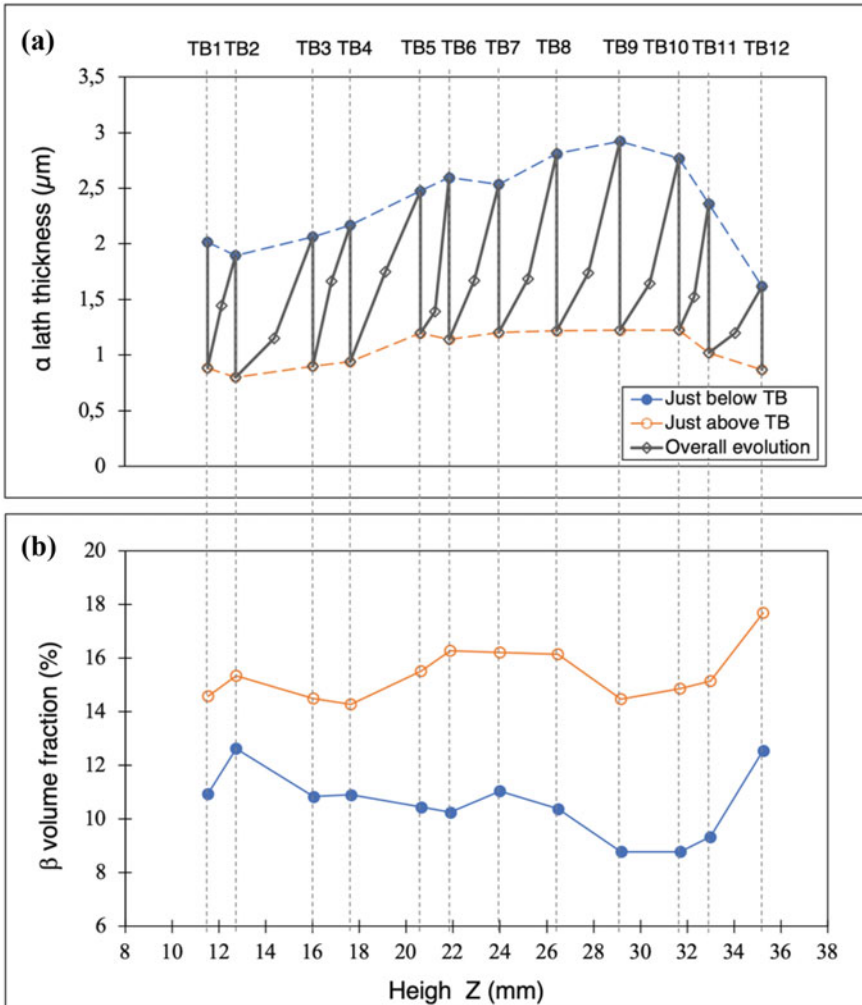 (a)
TB1 TB2 TB3 TB4 TB5 TB6 TB7 TB8 TB9 TB10 TB11 TB12
3,5
3
2,5
2
1,5
1
0,5
0
α lath thickness (µm)
Just below TB
Just above TB
Overall evolution
(b)
20
18
16
14
12
10
8
6
β volume fraction (%)
8 10 12 14 16 18 20 22 24 26 28 30 32 34 36 38
Heigh Z (mm)